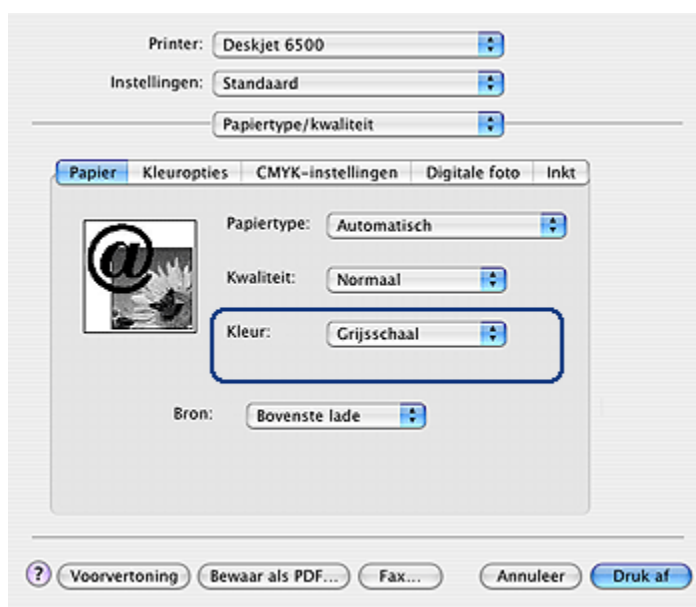 Printer: Deskjet 6500
Instellingen: Standaard
Papiertype/kwaliteit
Papier Kleuropties CMYK-instellingen Digitale foto Inkt
Papiertype: Automatisch
@
Kwaliteit: Normaal
Kleur: Grijsschaal
Bron: Bovenste lade
? Voorvertoning Bewaar als PDF... Fax... Annuleer Druk af